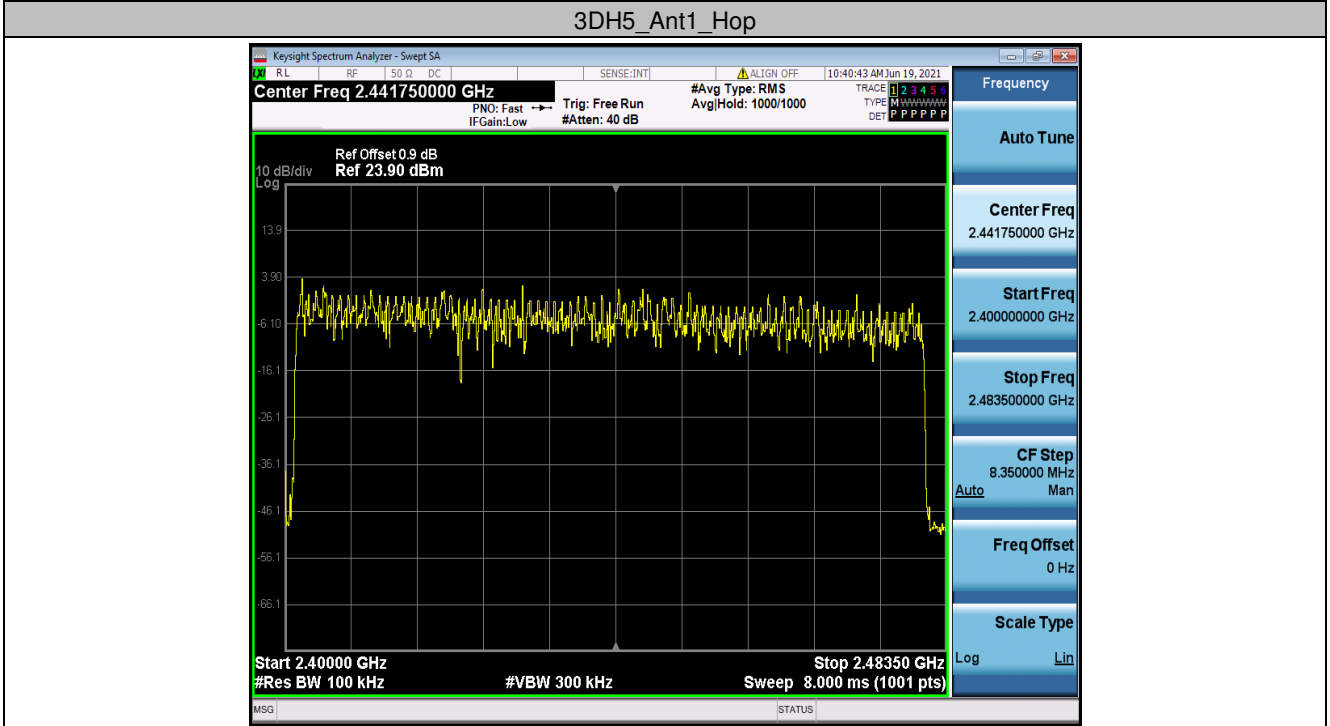 3DH5_Ant1_Hop
Keysight Spectrum Analyzer - Swept SA
LXI RL RF 50 Ω DC SENSE:INT ALIGN OFF 10:40:43 AM Jun 19, 2021
Center Freq 2.441750000 GHz
PNO: Fast
IFGain:Low
Trig: Free Run
#Atten: 40 dB
#Avg Type: RMS
Avg|Hold: 1000/1000
TRACE 1 2 3 4 5 6
TYPE M WWWWW
DET P P P P P P
Ref Offset 0.9 dB
10 dB/div Ref 23.90 dBm
Log
13.9
3.90
-6.10
-16.1
-26.1
-36.1
-46.1
-56.1
-66.1
Start 2.40000 GHz Stop 2.48350 GHz
#Res BW 100 kHz #VBW 300 kHz Sweep 8.000 ms (1001 pts)
MSG STATUS
Frequency
Auto Tune
Center Freq
2.441750000 GHz
Start Freq
2.400000000 GHz
Stop Freq
2.483500000 GHz
CF Step
8.350000 MHz
Auto Man
Freq Offset
0 Hz
Scale Type
Log Lin